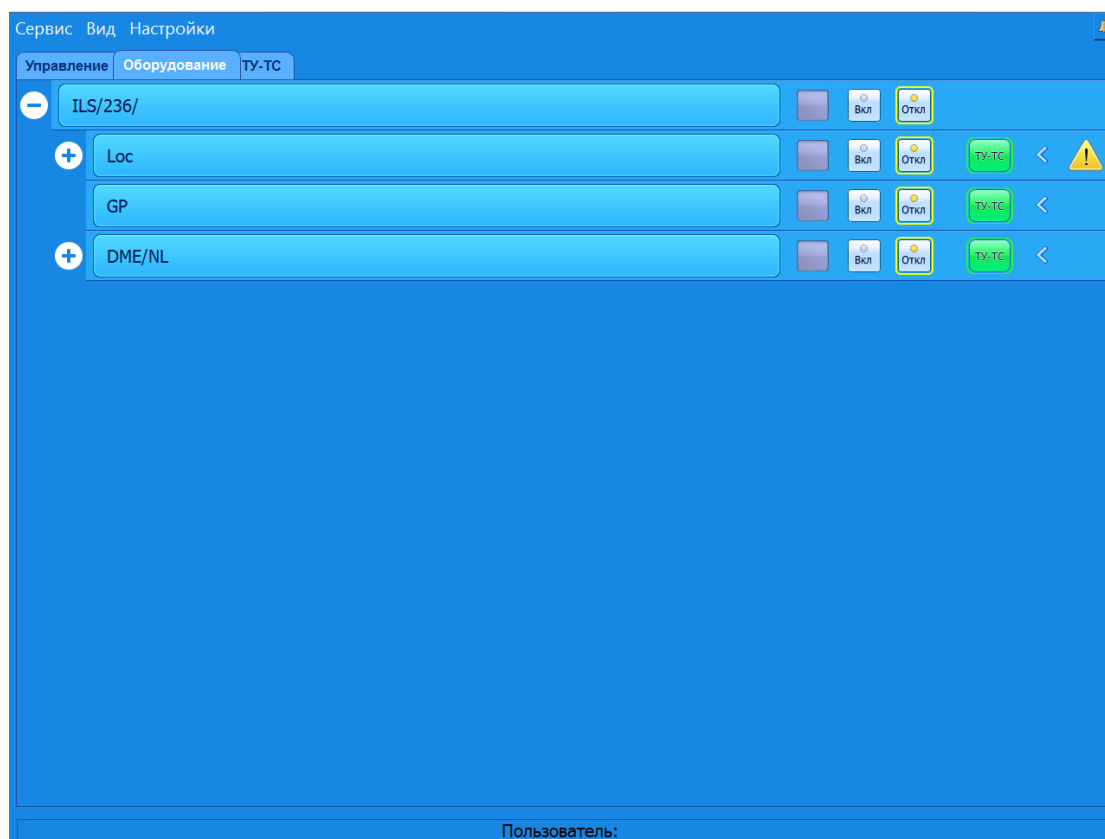 Сервис Вид Настройки
Управление Оборудование ТУ-ТС
ILS/236/ Вкл Откл
Loc Вкл Откл ТУ-ТС <
GP Вкл Откл ТУ-ТС <
DME/NL Вкл Откл ТУ-ТС <
Пользователь: